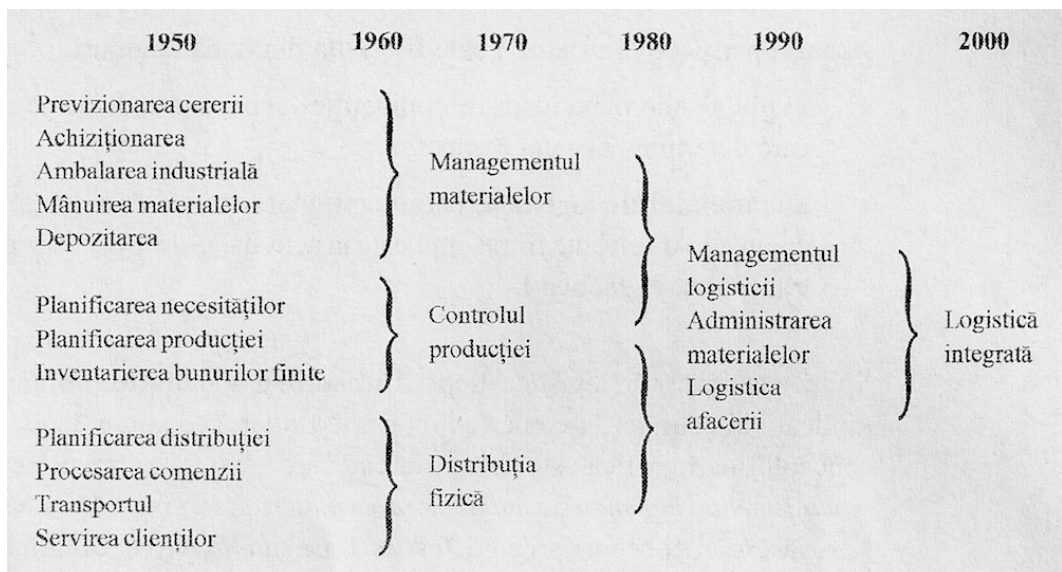 1950 1960 1970 1980 1990 2000
Previzionarea cererii
Achiziționarea
Ambalarea industrială
Mânuirea materialelor
Depozitarea
Managementul
materialelor
Planificarea necesităților
Planificarea producției
Inventarierea bunurilor finite
Controlul
producției
Planificarea distribuției
Procesarea comenzii
Transportul
Servirea clienților
Distribuția
fizică
Managementul
logisticii
Administrarea
materialelor
Logistica
afacerii
Logistică
integrată